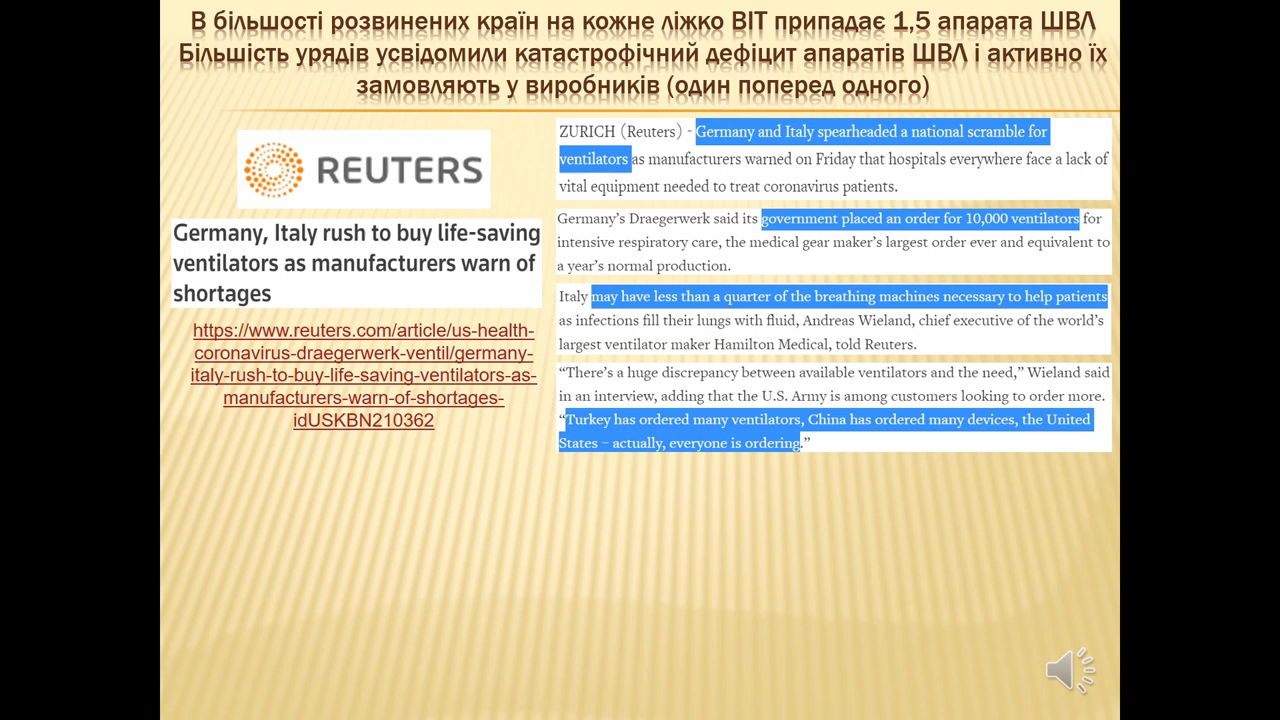 В більшості розвинених країн на кожне ліжко ВІТ припадає 1,5 апарата ШВЛ
Більшість урядів усвідомили катастрофічний дефіцит апаратів ШВЛ і активно їх
замовляють у виробників (один поперед одного)
REUTERS
Germany, Italy rush to buy life-saving
ventilators as manufacturers warn of
shortages
https://www.reuters.com/article/us-health-
coronavirus-draegerwerk-ventil/germany-
italy-rush-to-buy-life-saving-ventilators-as-
manufacturers-warn-of-shortages-
idUSKBN210362
ZURICH (Reuters) - Germany and Italy spearheaded a national scramble for
ventilators as manufacturers warned on Friday that hospitals everywhere face a lack of
vital equipment needed to treat coronavirus patients.
Germany’s Draegerwerk said its government placed an order for 10,000 ventilators for
intensive respiratory care, the medical gear maker’s largest order ever and equivalent to
a year’s normal production.
Italy may have less than a quarter of the breathing machines necessary to help patients
as infections fill their lungs with fluid, Andreas Wieland, chief executive of the world’s
largest ventilator maker Hamilton Medical, told Reuters.
“There’s a huge discrepancy between available ventilators and the need,” Wieland said
in an interview, adding that the U.S. Army is among customers looking to order more.
“Turkey has ordered many ventilators, China has ordered many devices, the United
States – actually, everyone is ordering.”